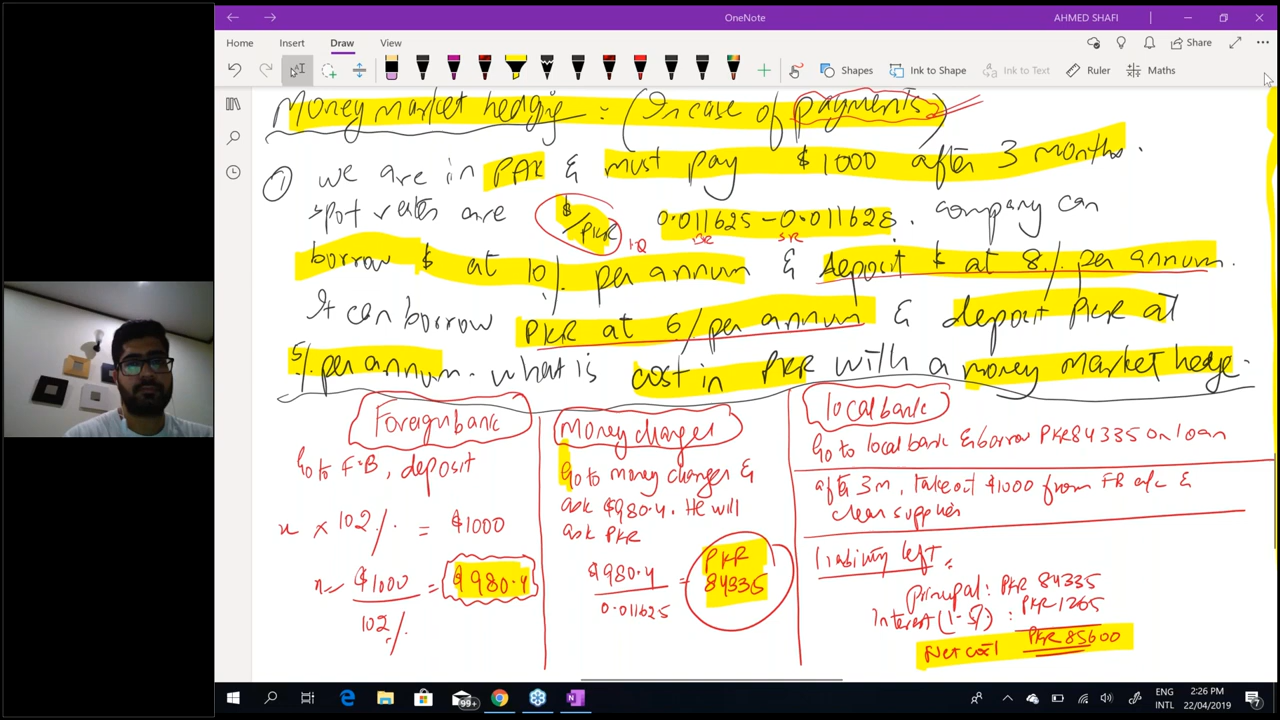 OneNote
AHMED SHAFI
Home Insert Draw View
Share
Shapes
Ink to Shape
Ink to Text
Ruler
Maths
Money market hedging :- (In case of payments)
① we are in PAK & must pay $1000 after 3 months.
spot rates are $/PKR 0.011625 - 0.011628. company can
BR SR
borrow $ at 10% per annum & deposit $ at 8% per annum.
It can borrow PKR at 6% per annum & deposit PKR at
5% per annum. what is cost in PKR with a money market hedge.
Foreign bank
Go to F.B, deposit
x × 102% = $1000
x = $1000 = $980.4
102%
Money changer
Go to money changer &
ask $980.4. He will
ask PKR
$980.4 = PKR 84335
0.011625
local bank
Go to local bank & borrow PKR 84335 on loan
after 3m, take out $1000 from FB a/c &
clear supplier
liability left :-
principal : PKR 84335
Interest (1.5%) : PKR 1265
Net cost PKR 85600
99+
ENG
INTL
2:26 PM
22/04/2019
7